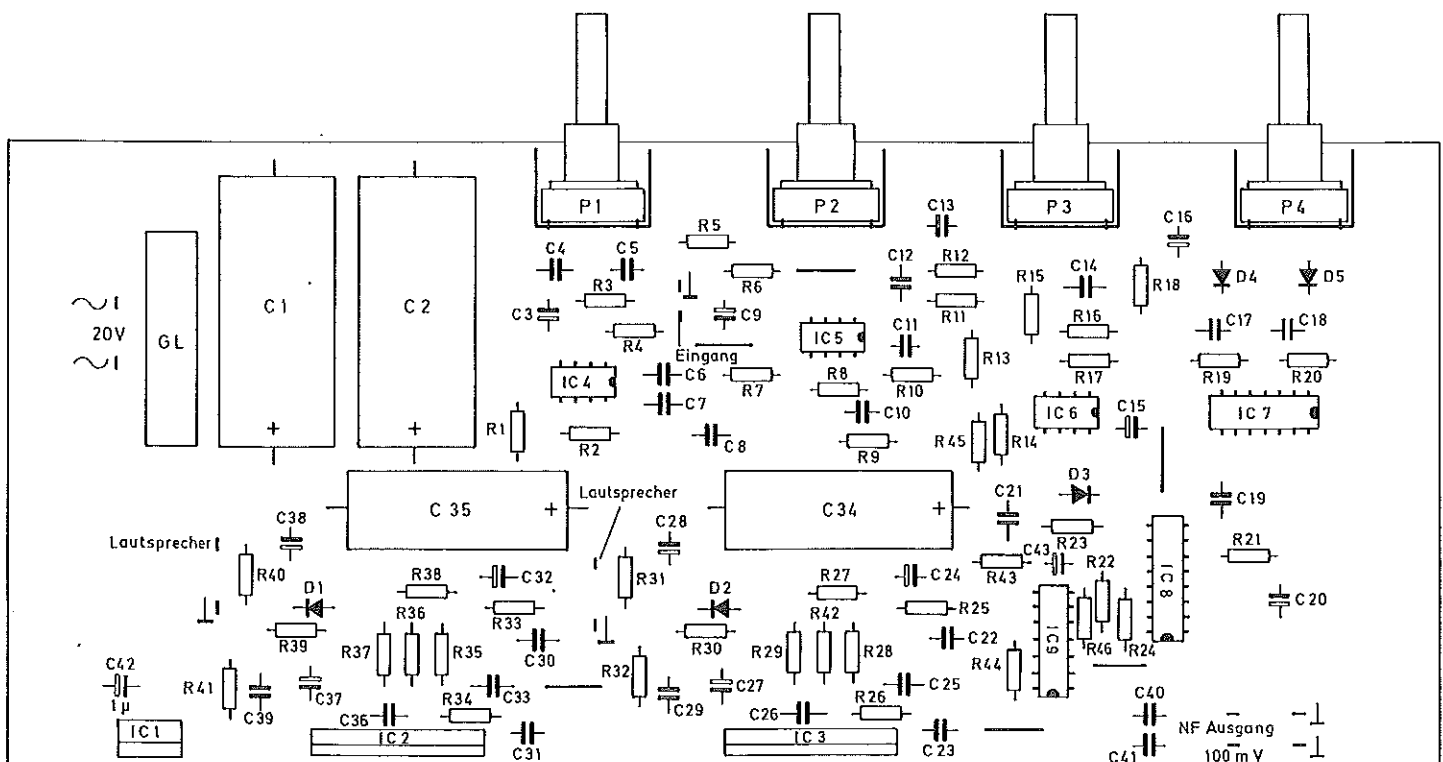 P1 P2 P3 P4
C13 C16
R5
C4 C5 R6 C12 R12 R15 C14 R18 D4 D5
R3 R11
C1 C2 C3 C9 R16 C17 C18
20V GL R4 IC5 C11 R13
Eingang
IC4 C6 R7 R8 R10 R17 R19 R20
C7 C10 IC6 C15 IC7
+ + R1 R2 C8 R9 R45 R14
Lautsprecher D3
C35 + C34 + C21 C19
C38 C28 R23
Lautsprecher R21
R40 R38 C32 R31 R27 C24 R43 C43 R22 IC8
D1 R36 R33 D2 R42 R25 C20
R39 C30 R30 C22 IC9
R37 R35 R32 R29 R28 R44 R46 R24
C42 R41 C37 R34 C33 C27 R26 C25
1µ C39 C36 C29 C26 C40
IC1 IC2 C31 IC3 C23 NF Ausgang
C41 100 mV